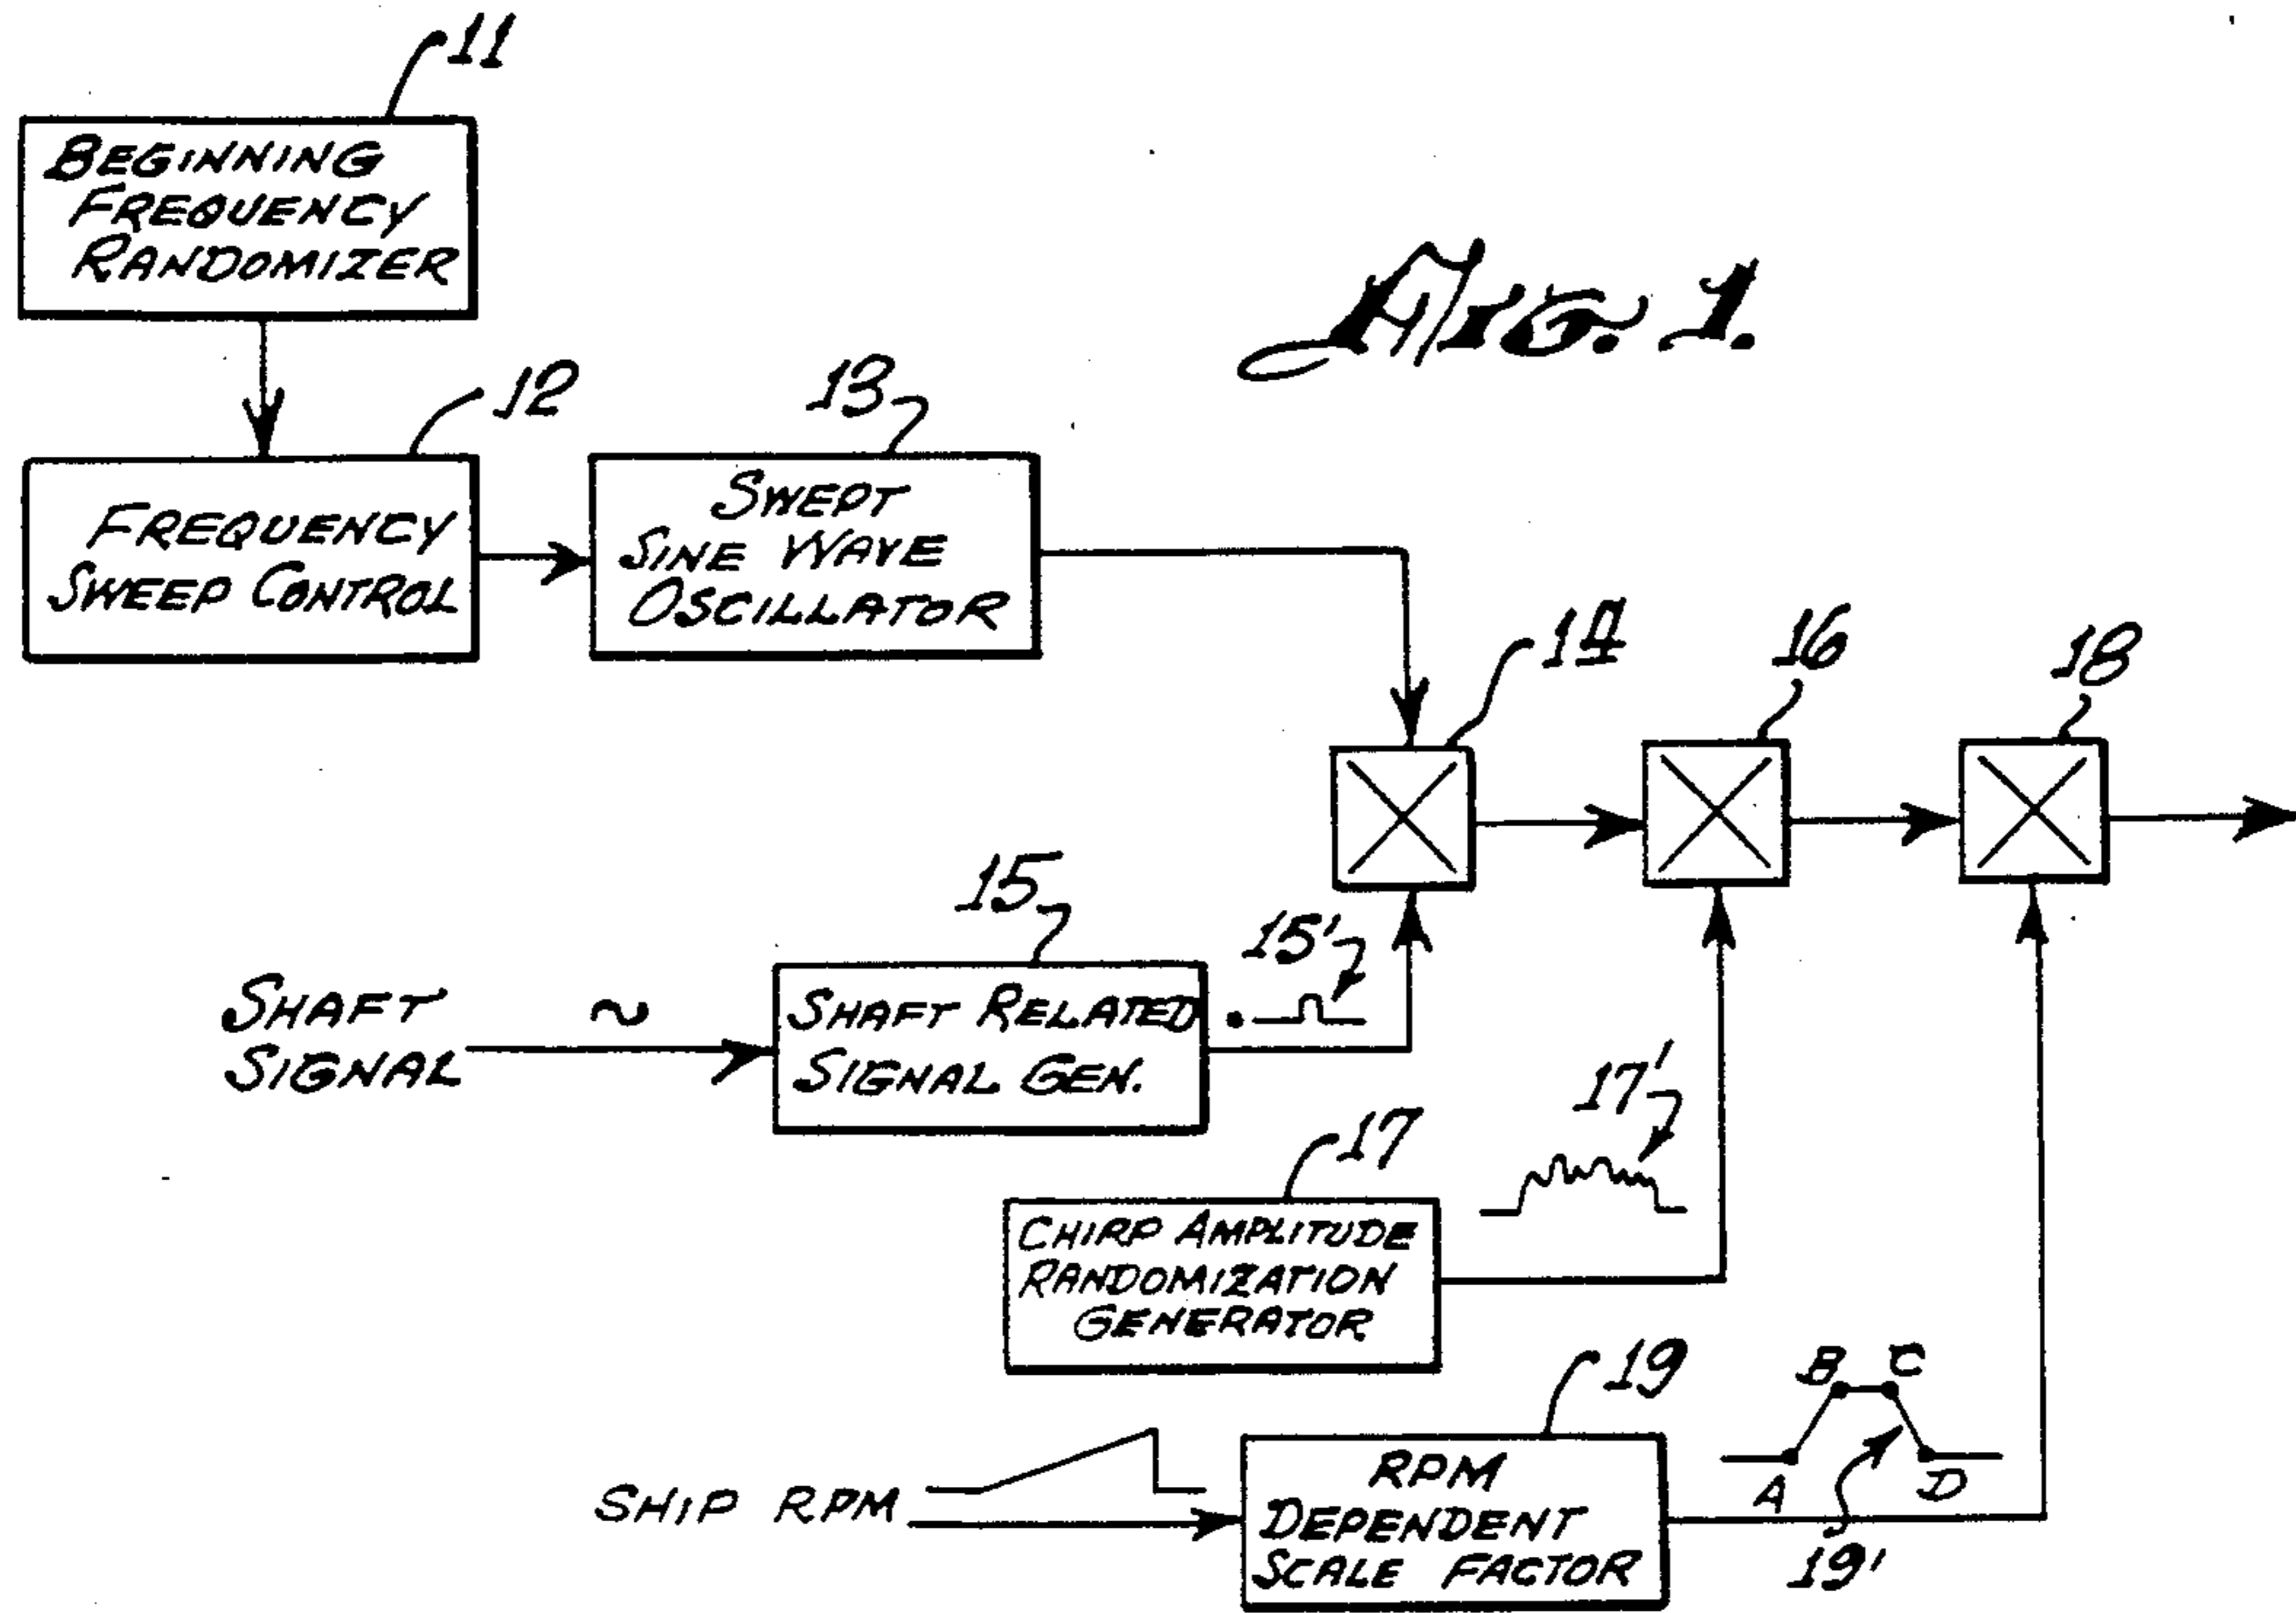 11
BEGINNING
FREQUENCY
RANDOMIZER
FIG. 1.
12
FREQUENCY
SWEEP CONTROL
13
SWEPT
SINE WAVE
OSCILLATOR
14
16
18
15
15'
SHAFT
SIGNAL
~
SHAFT RELATED
SIGNAL GEN.
17
17'
CHIRP AMPLITUDE
RANDOMIZATION
GENERATOR
19
B C
A D
19'
SHIP RPM
RPM
DEPENDENT
SCALE FACTOR